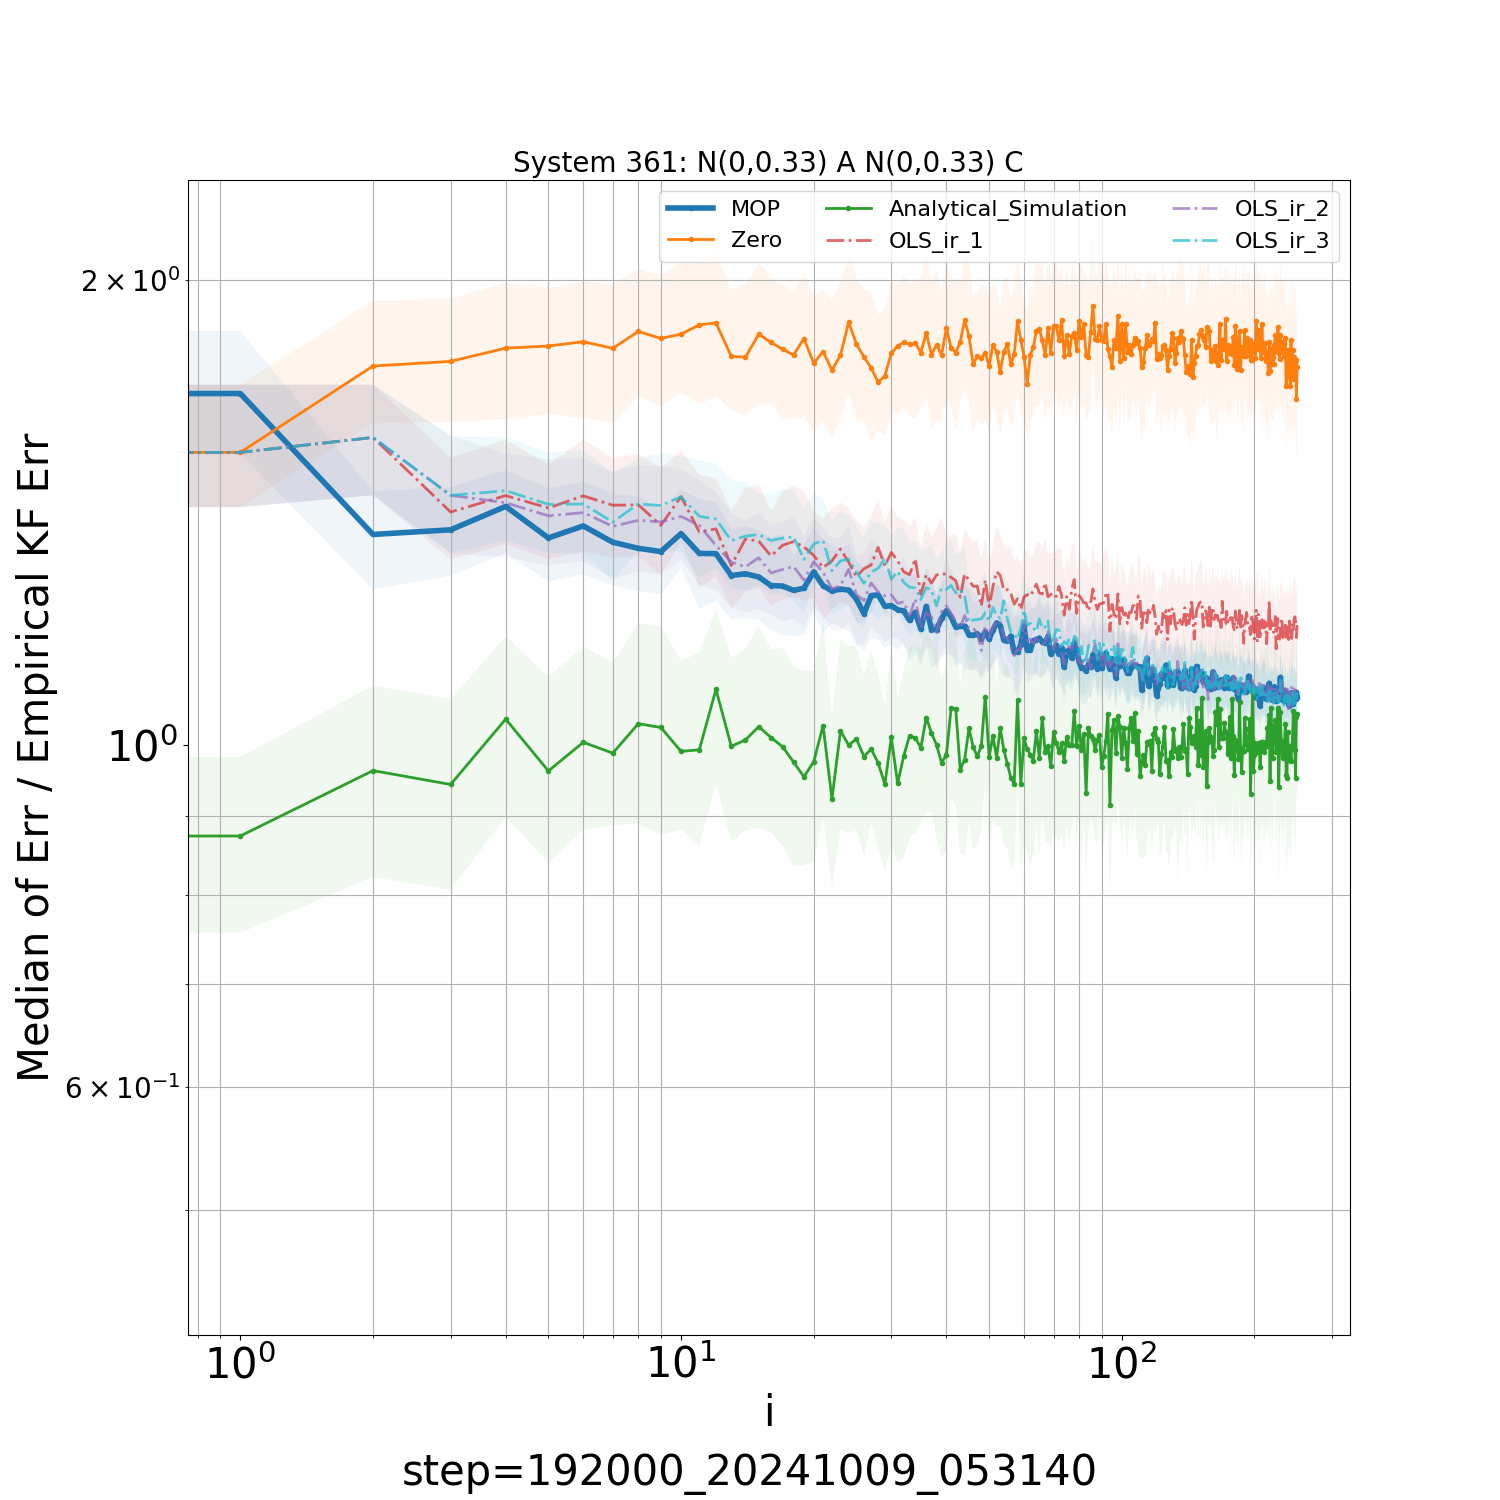 System 361: N(0,0.33) A N(0,0.33) C
MOP
Zero
Analytical_Simulation
OLS_ir_1
OLS_ir_2
OLS_ir_3
Median of Err / Empirical KF Err
2 × 10⁰
10⁰
6 × 10⁻¹
10⁰ 10¹ 10²
i
step=192000_20241009_053140